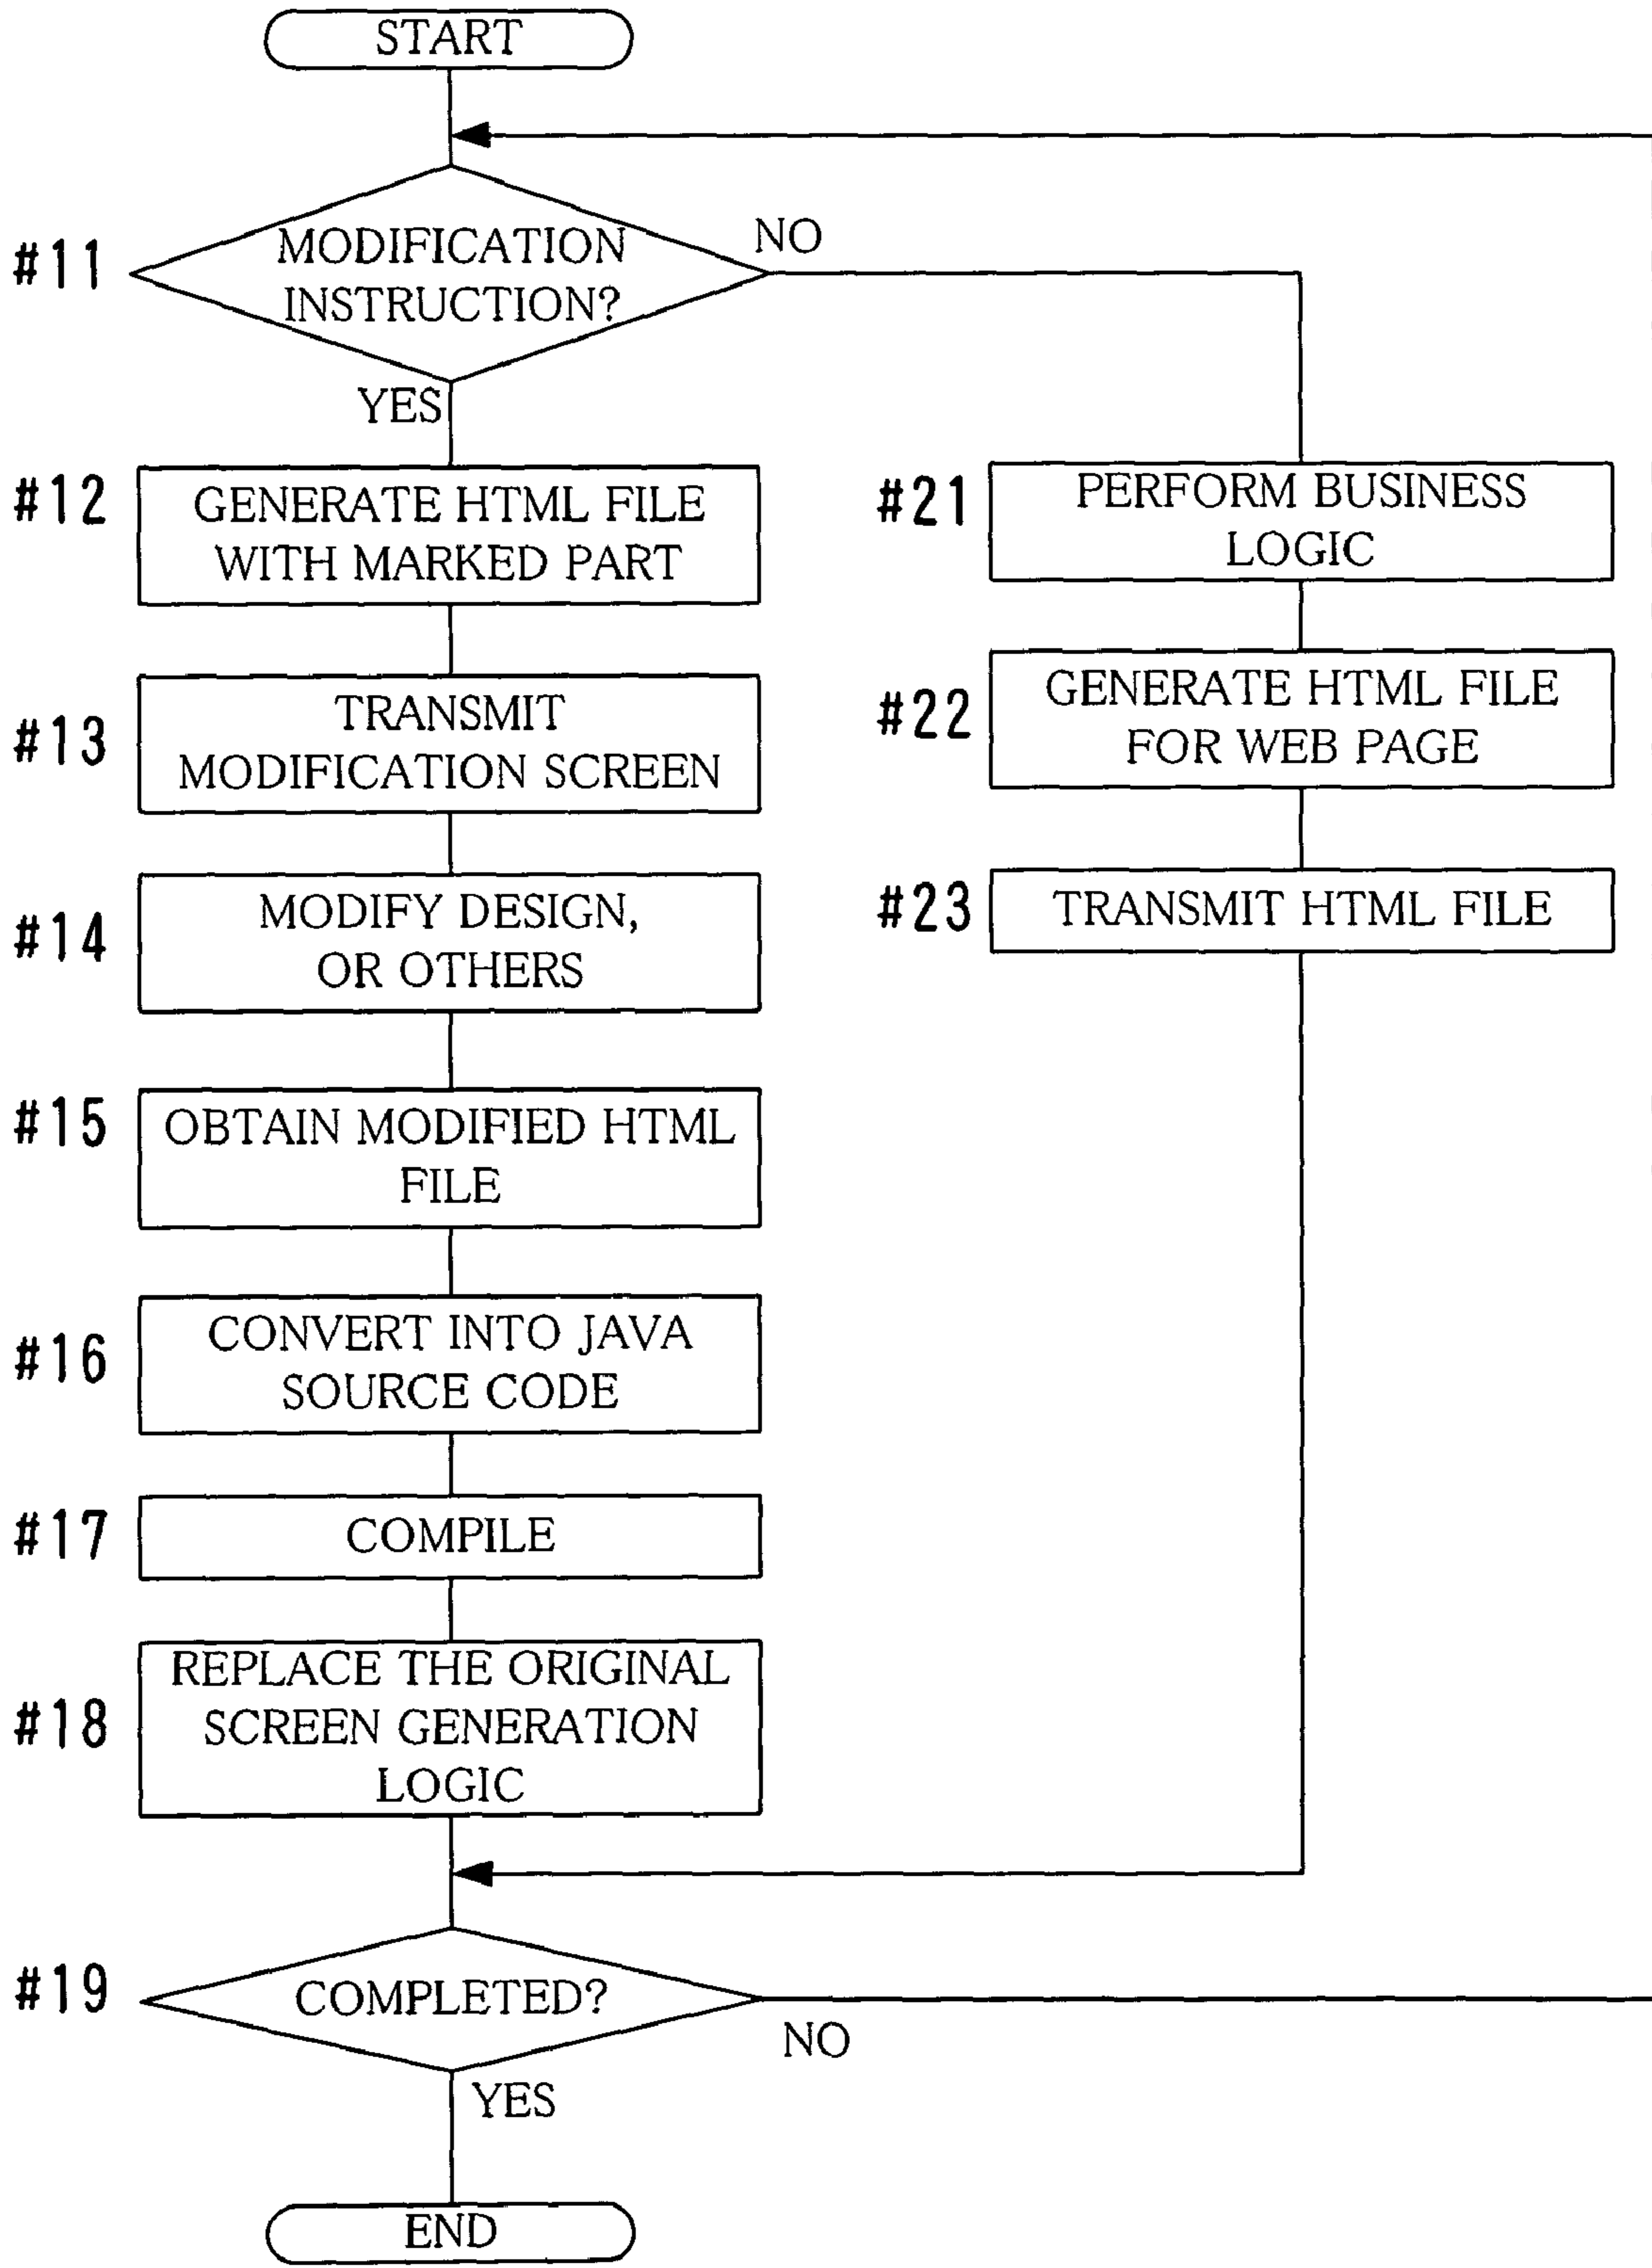 START
#11
MODIFICATION
INSTRUCTION?
NO
YES
#12
GENERATE HTML FILE
WITH MARKED PART
#13
TRANSMIT
MODIFICATION SCREEN
#14
MODIFY DESIGN,
OR OTHERS
#15
OBTAIN MODIFIED HTML
FILE
#16
CONVERT INTO JAVA
SOURCE CODE
#17
COMPILE
#18
REPLACE THE ORIGINAL
SCREEN GENERATION
LOGIC
#21
PERFORM BUSINESS
LOGIC
#22
GENERATE HTML FILE
FOR WEB PAGE
#23
TRANSMIT HTML FILE
#19
COMPLETED?
NO
YES
END